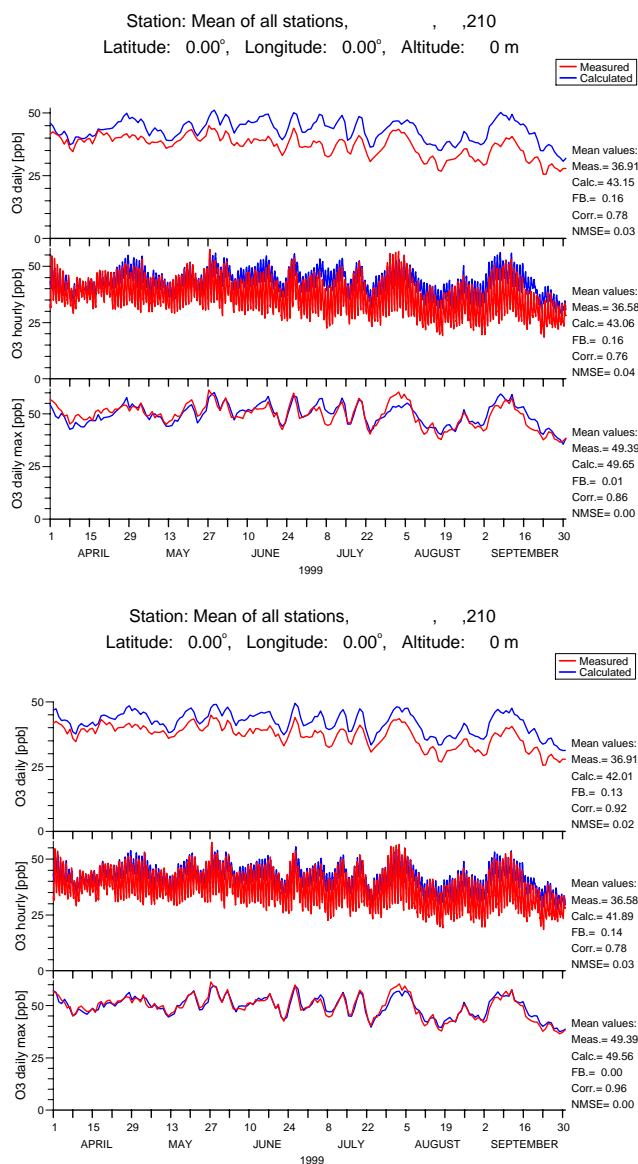 Station: Mean of all stations, , ,210
Latitude: 0.00°, Longitude: 0.00°, Altitude: 0 m
Measured
Calculated
O3 daily [ppb]
50
25
0
Mean values:
Meas.= 36.91
Calc.= 43.15
FB.= 0.16
Corr.= 0.78
NMSE= 0.03
O3 hourly [ppb]
50
25
0
Mean values:
Meas.= 36.58
Calc.= 43.06
FB.= 0.16
Corr.= 0.76
NMSE= 0.04
O3 daily max [ppb]
50
25
0
Mean values:
Meas.= 49.39
Calc.= 49.65
FB.= 0.01
Corr.= 0.86
NMSE= 0.00
1 15 29 13 27 10 24 8 22 5 19 2 16 30
APRIL MAY JUNE JULY AUGUST SEPTEMBER
1999
Station: Mean of all stations, , ,210
Latitude: 0.00°, Longitude: 0.00°, Altitude: 0 m
Measured
Calculated
O3 daily [ppb]
50
25
0
Mean values:
Meas.= 36.91
Calc.= 42.01
FB.= 0.13
Corr.= 0.92
NMSE= 0.02
O3 hourly [ppb]
50
25
0
Mean values:
Meas.= 36.58
Calc.= 41.89
FB.= 0.14
Corr.= 0.78
NMSE= 0.03
O3 daily max [ppb]
50
25
0
Mean values:
Meas.= 49.39
Calc.= 49.56
FB.= 0.00
Corr.= 0.96
NMSE= 0.00
1 15 29 13 27 10 24 8 22 5 19 2 16 30
APRIL MAY JUNE JULY AUGUST SEPTEMBER
1999